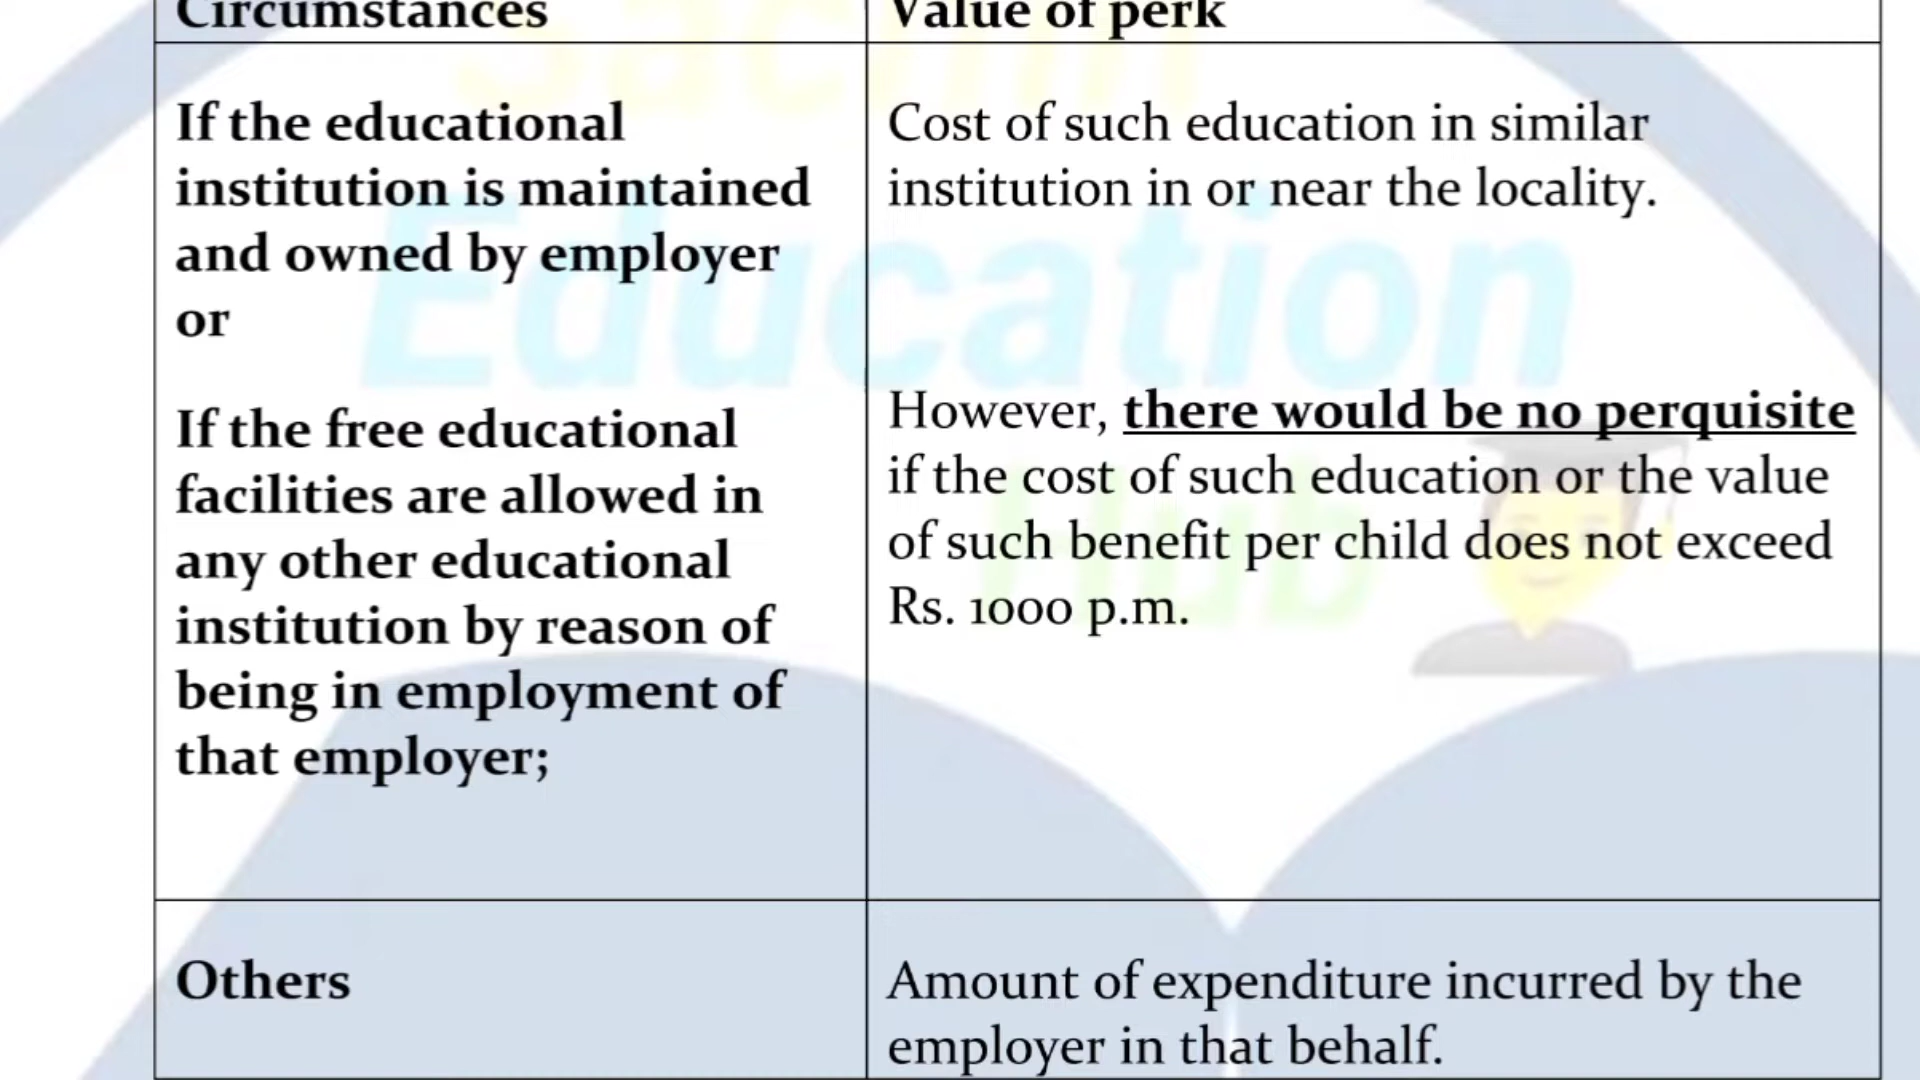 Circumstances
Value of perk
If the educational
institution is maintained
and owned by employer
or
If the free educational
facilities are allowed in
any other educational
institution by reason of
being in employment of
that employer;
Cost of such education in similar
institution in or near the locality.
However, there would be no perquisite
if the cost of such education or the value
of such benefit per child does not exceed
Rs. 1000 p.m.
Others
Amount of expenditure incurred by the
employer in that behalf.
Sachin
Education
Hub